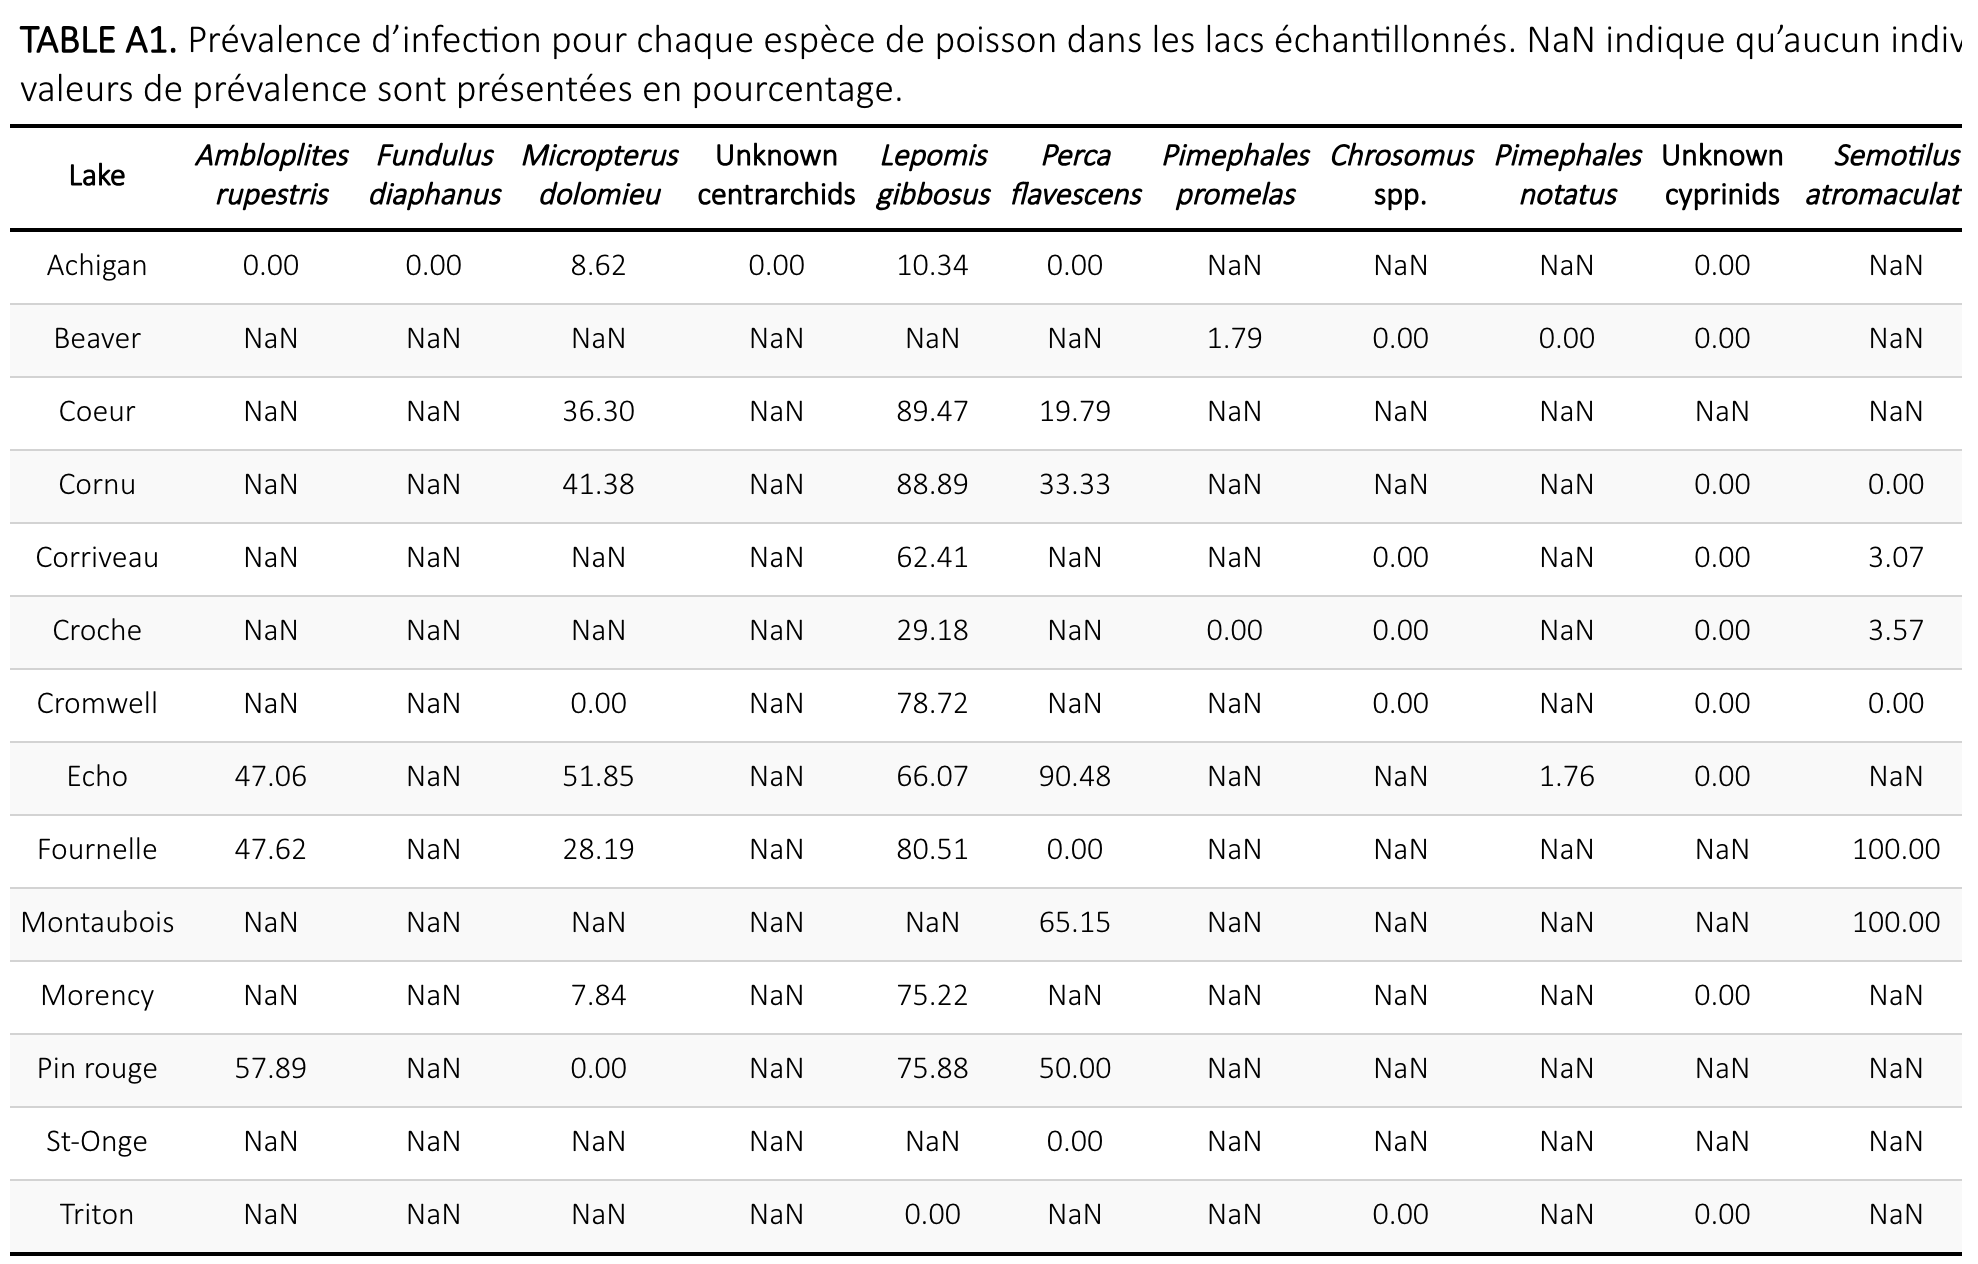 TABLE A1. Prévalence d'infection pour chaque espèce de poisson dans les lacs échantillonnés. NaN indique qu'aucun
valeurs de prévalence sont présentées en pourcentage.
Lake Ambloplites rupestris Fundulus diaphanus Micropterus dolomieu Unknown centrarchids Lepomis gibbosus Perca flavescens Pimephales promelas Chrosomus spp. Pimephales notatus Unknown cyprinids Semotilus atromaculat
Achigan 0.00 0.00 8.62 0.00 10.34 0.00 NaN NaN NaN 0.00 NaN
Beaver NaN NaN NaN NaN NaN NaN 1.79 0.00 0.00 0.00 NaN
Coeur NaN NaN 36.30 NaN 89.47 19.79 NaN NaN NaN NaN NaN
Cornu NaN NaN 41.38 NaN 88.89 33.33 NaN NaN NaN 0.00 0.00
Corriveau NaN NaN NaN NaN 62.41 NaN NaN 0.00 NaN 0.00 3.07
Croche NaN NaN NaN NaN 29.18 NaN 0.00 0.00 NaN 0.00 3.57
Cromwell NaN NaN 0.00 NaN 78.72 NaN NaN 0.00 NaN 0.00 0.00
Echo 47.06 NaN 51.85 NaN 66.07 90.48 NaN NaN 1.76 0.00 NaN
Fournelle 47.62 NaN 28.19 NaN 80.51 0.00 NaN NaN NaN NaN 100.00
Montaubois NaN NaN NaN NaN NaN 65.15 NaN NaN NaN NaN 100.00
Morency NaN NaN 7.84 NaN 75.22 NaN NaN NaN NaN 0.00 NaN
Pin rouge 57.89 NaN 0.00 NaN 75.88 50.00 NaN NaN NaN NaN NaN
St-Onge NaN NaN NaN NaN NaN 0.00 NaN NaN NaN NaN NaN
Triton NaN NaN NaN NaN 0.00 NaN NaN 0.00 NaN 0.00 NaN